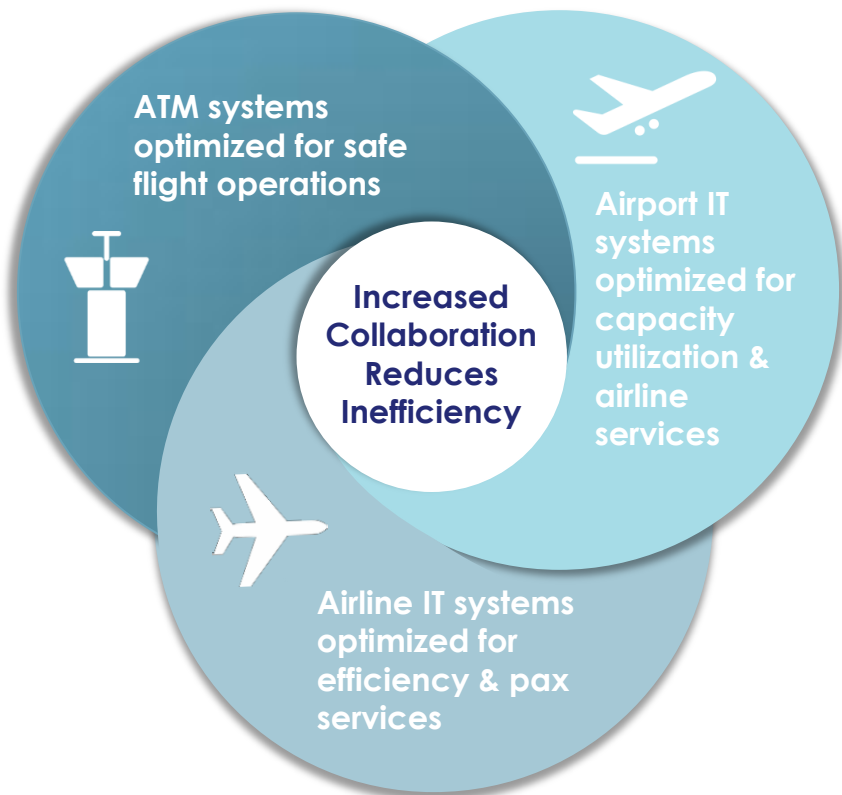 ATM systems
optimized for safe
flight operations
Airport IT
systems
optimized for
capacity
utilization &
airline
services
Increased
Collaboration
Reduces
Inefficiency
Airline IT systems
optimized for
efficiency & pax
services